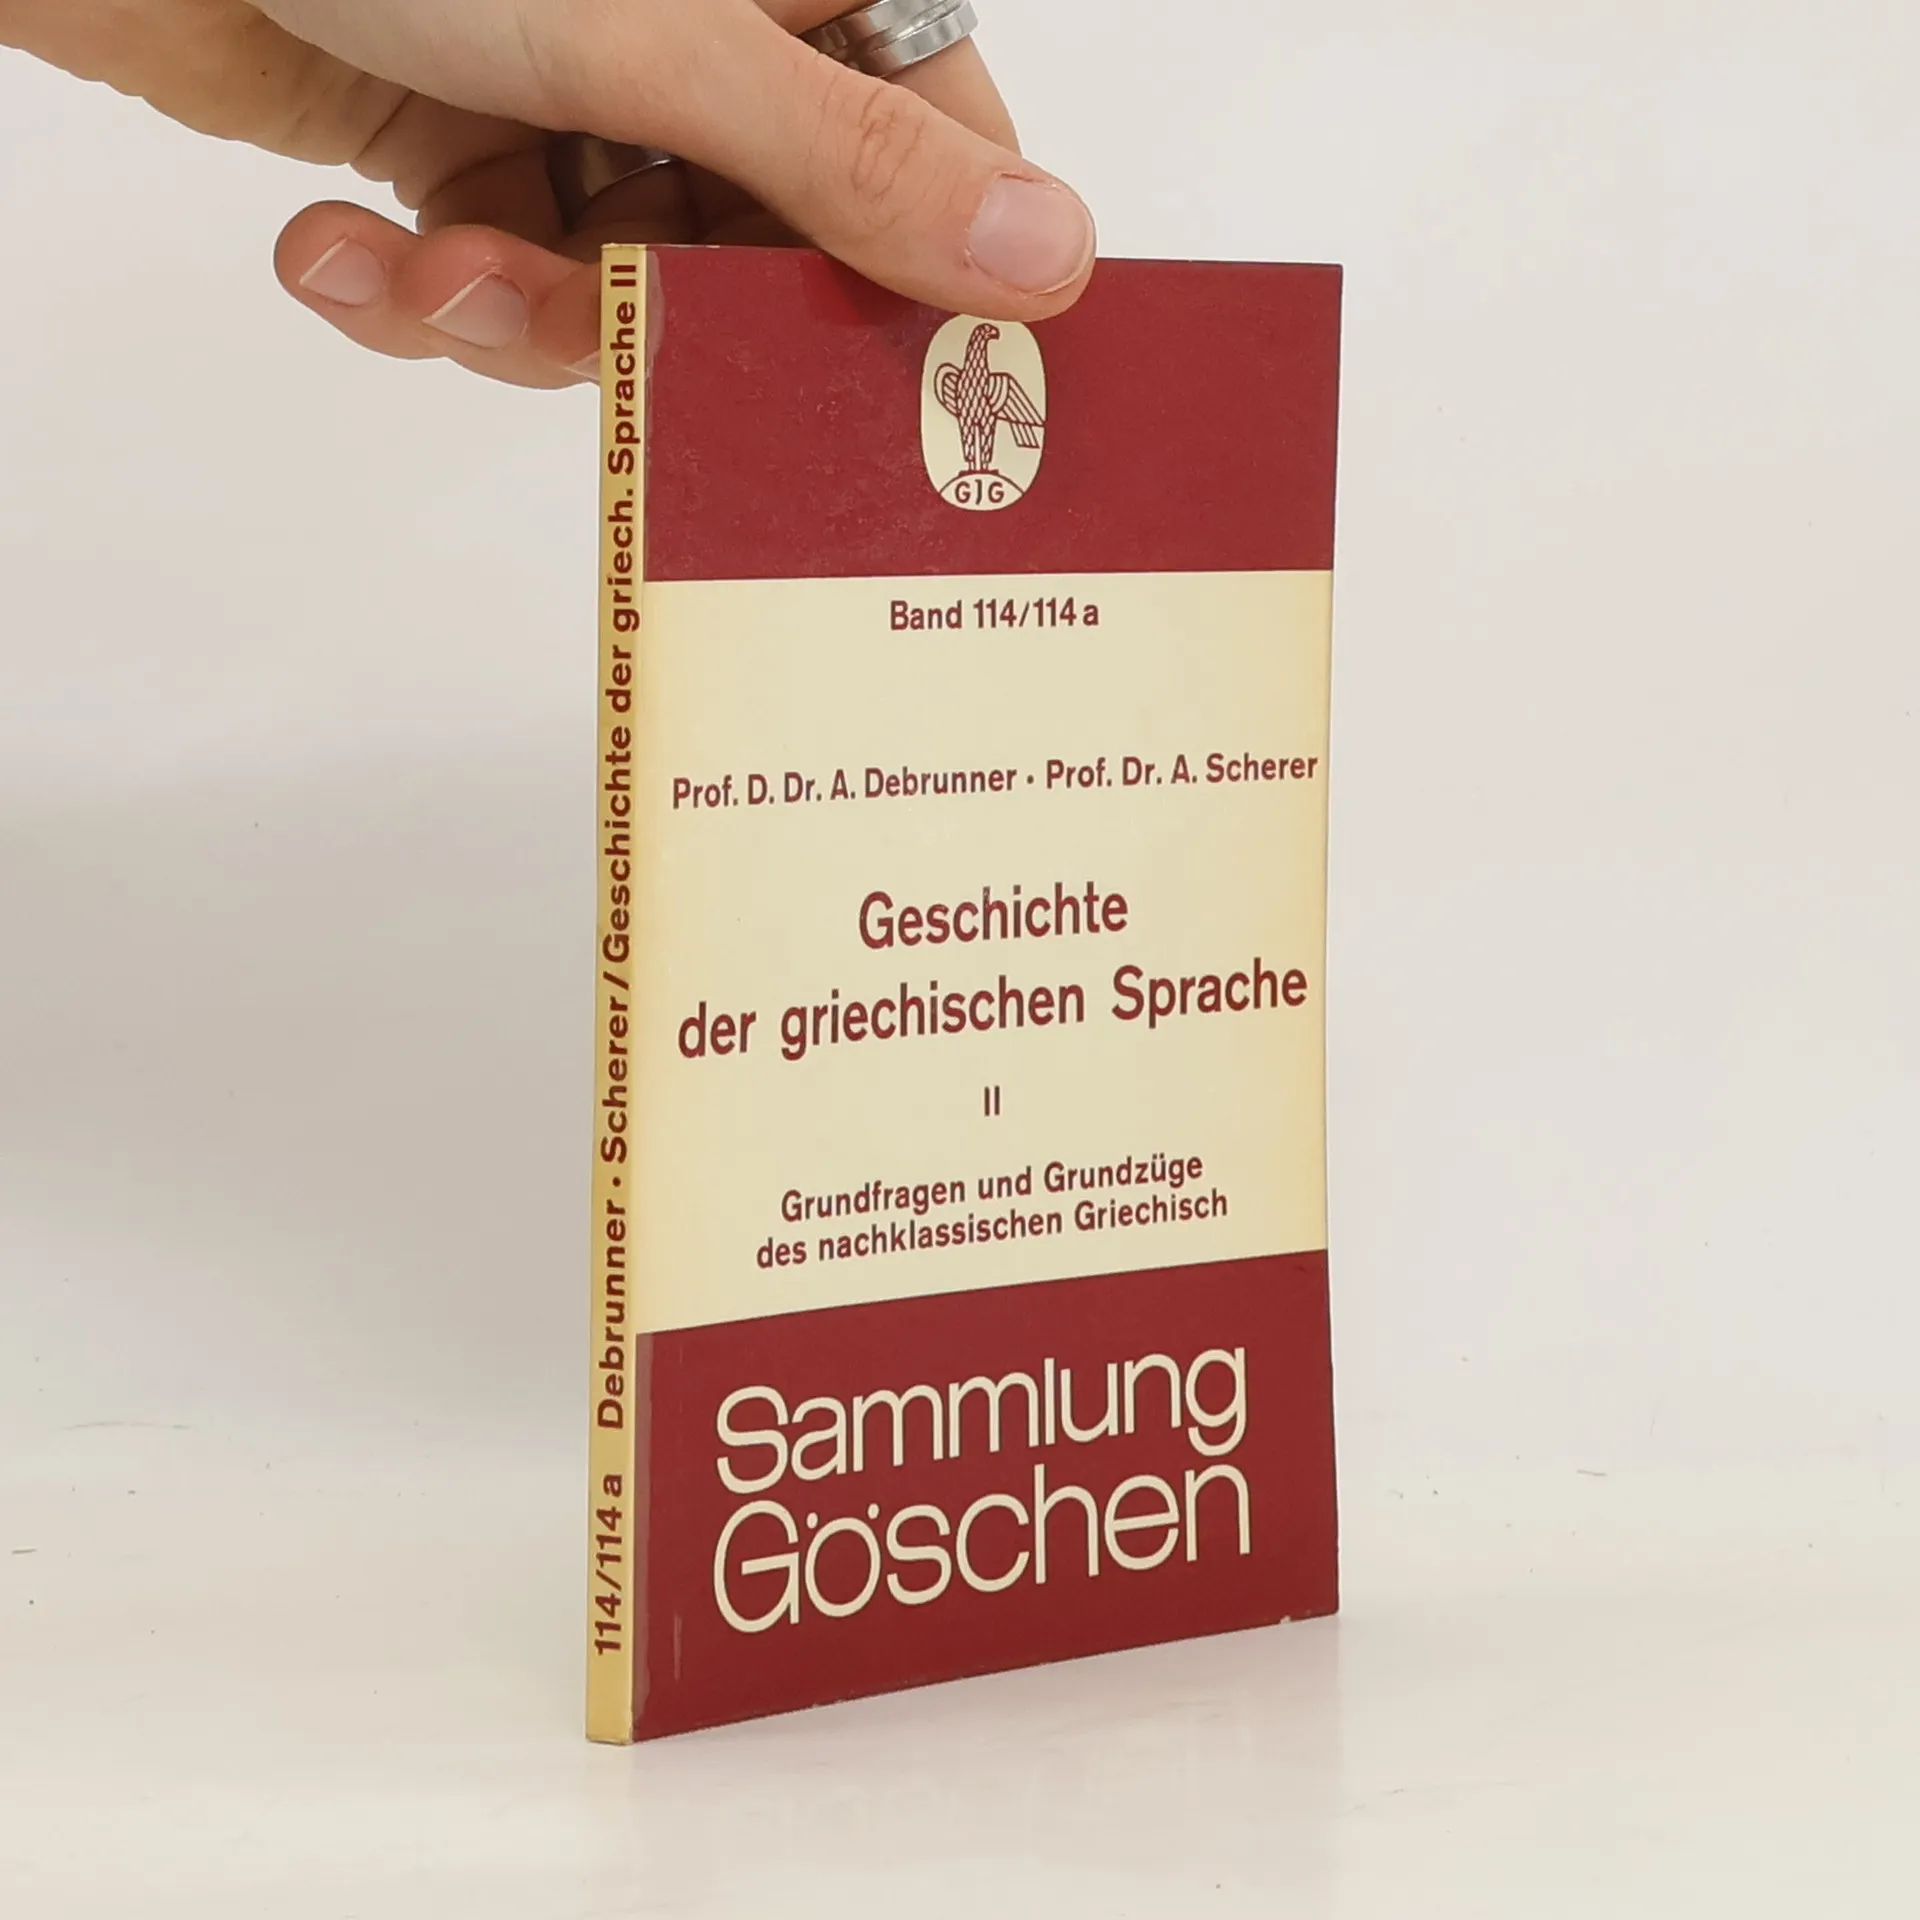 114/114 a Debrunner · Scherer/Geschichte der griech. Sprache II
GJG
Band 114/114 a
Prof. D. Dr. A. Debrunner · Prof. Dr. A. Scherer
Geschichte
der griechischen Sprache
II
Grundfragen und Grundzüge
des nachklassischen Griechisch
Sammlung
Göschen